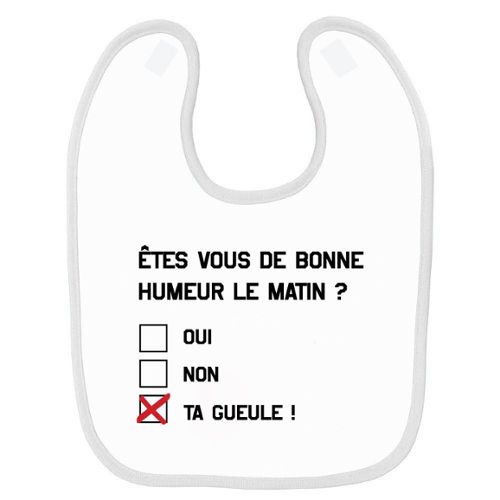 ÊTES VOUS DE BONNE
HUMEUR LE MATIN ?
OUI
NON
TA GUEULE !